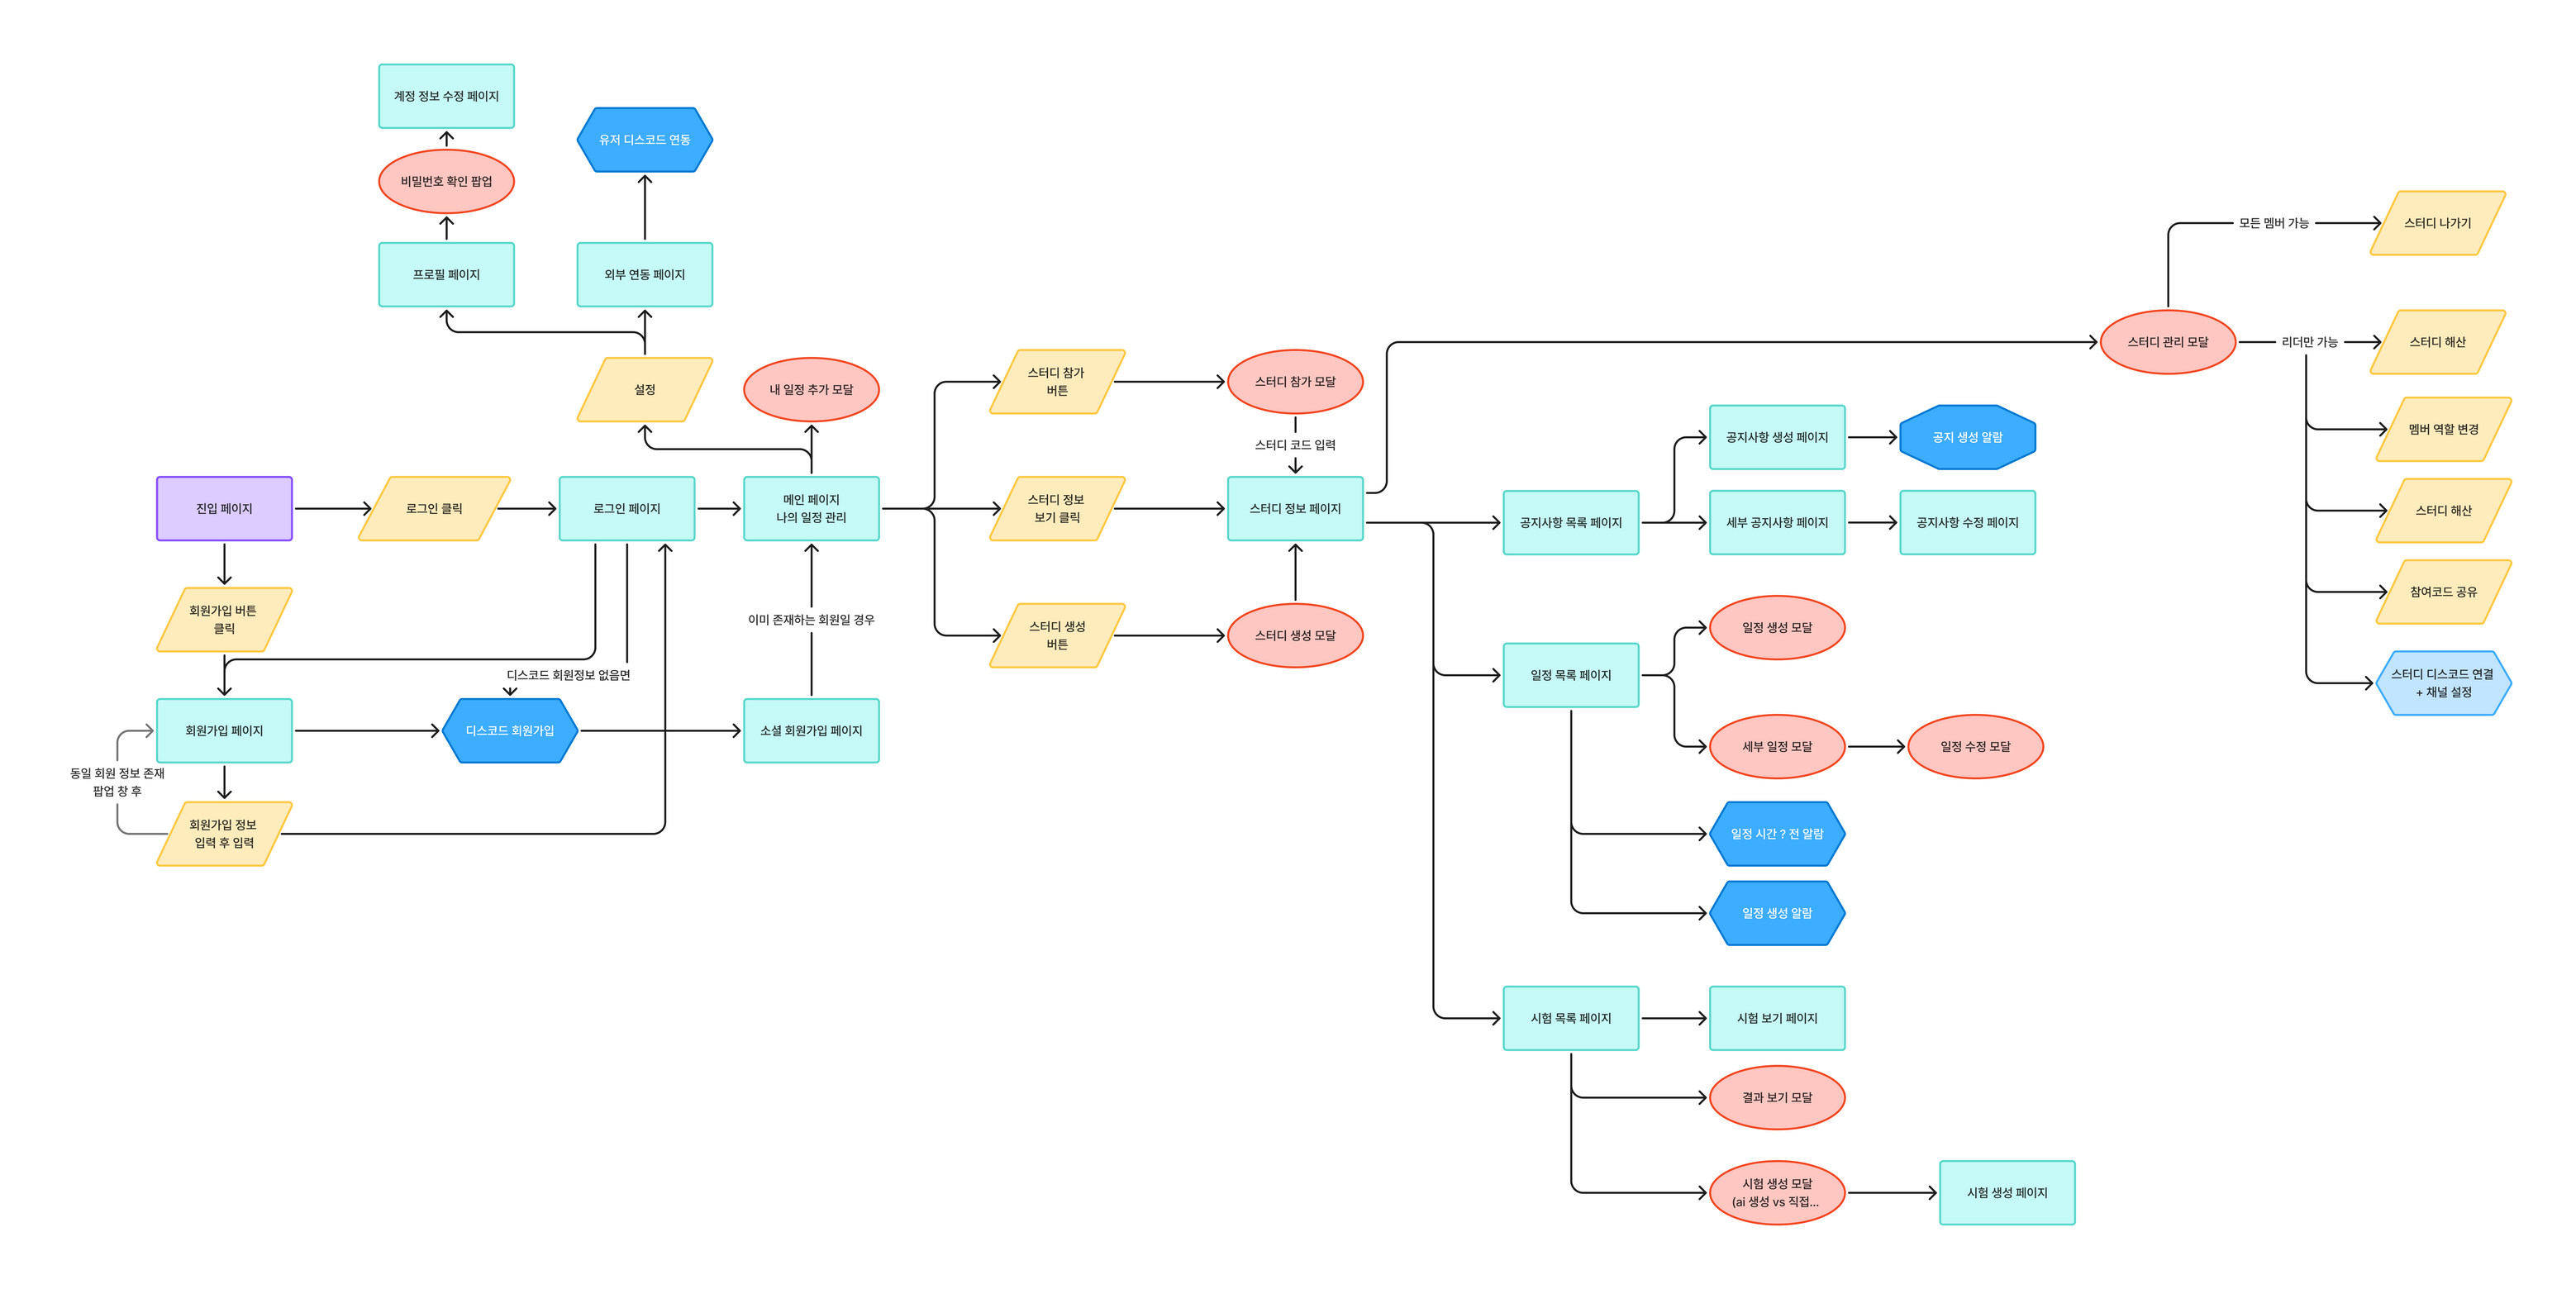 계정 정보 수정 페이지
유저 디스코드 연동
비밀번호 확인 팝업
모든 멤버 가능
스터디 나가기
프로필 페이지
외부 연동 페이지
스터디 관리 모달
리더만 가능
스터디 해산
설정
내 일정 추가 모달
스터디 참가
버튼
스터디 참가 모달
멤버 역할 변경
스터디 코드 입력
공지사항 생성 페이지
공지 생성 알람
진입 페이지
로그인 클릭
로그인 페이지
메인 페이지
나의 일정 관리
스터디 정보
보기 클릭
스터디 정보 페이지
공지사항 목록 페이지
세부 공지사항 페이지
공지사항 수정 페이지
스터디 해산
회원가입 버튼
클릭
이미 존재하는 회원일 경우
스터디 생성
버튼
스터디 생성 모달
일정 생성 모달
참여코드 공유
디스코드 회원정보 없음면
일정 목록 페이지
스터디 디스코드 연결
+ 채널 설정
회원가입 페이지
디스코드 회원가입
소셜 회원가입 페이지
세부 일정 모달
일정 수정 모달
동일 회원 정보 존재
팝업 창 후
회원가입 정보
입력 후 입력
일정 시간 ? 전 알람
일정 생성 알람
시험 목록 페이지
시험 보기 페이지
결과 보기 모달
시험 생성 모달
(ai 생성 vs 직접...
시험 생성 페이지